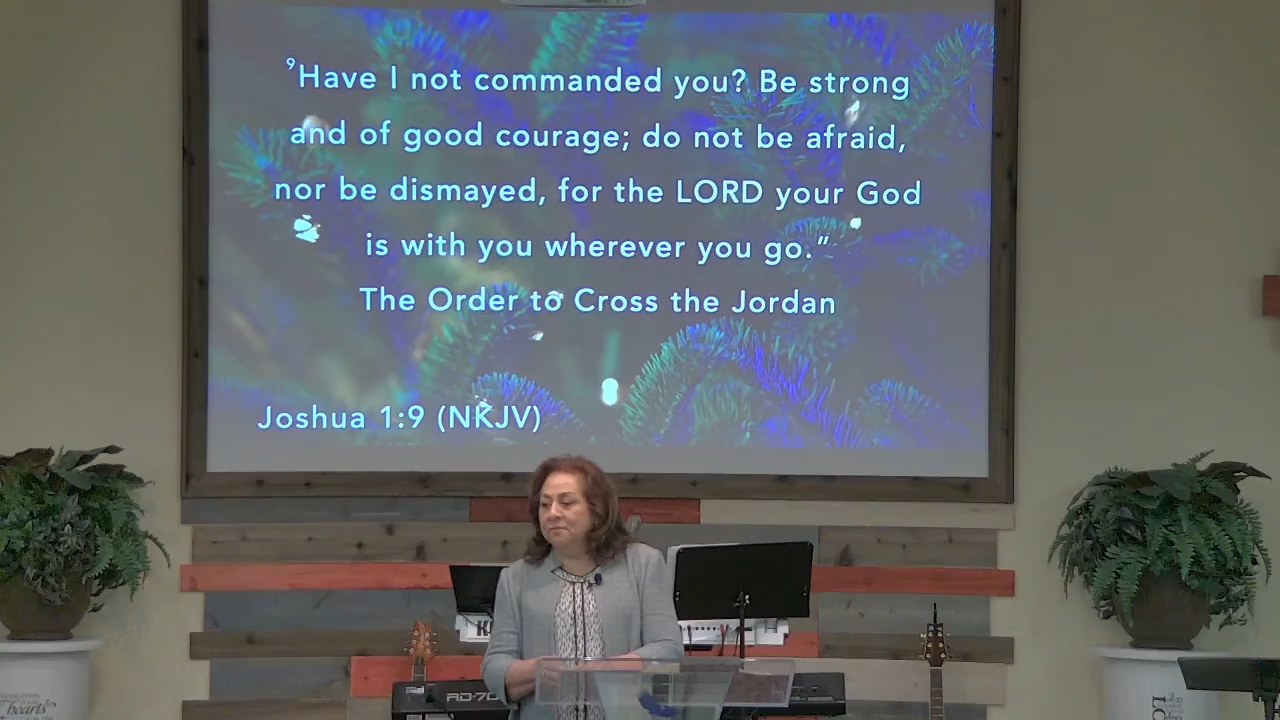 ⁹Have I not commanded you? Be strong
and of good courage; do not be afraid,
nor be dismayed, for the LORD your God
is with you wherever you go.”
The Order to Cross the Jordan
Joshua 1:9 (NKJV)
RD-70
hearts